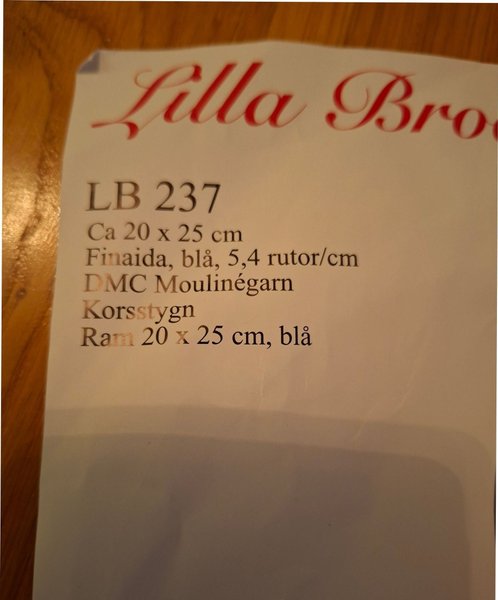 Lilla Bro
LB 237
Ca 20 x 25 cm
Finaida, blå, 5,4 rutor/cm
DMC Moulinégarn
Korsstygn
Ram 20 x 25 cm, blå